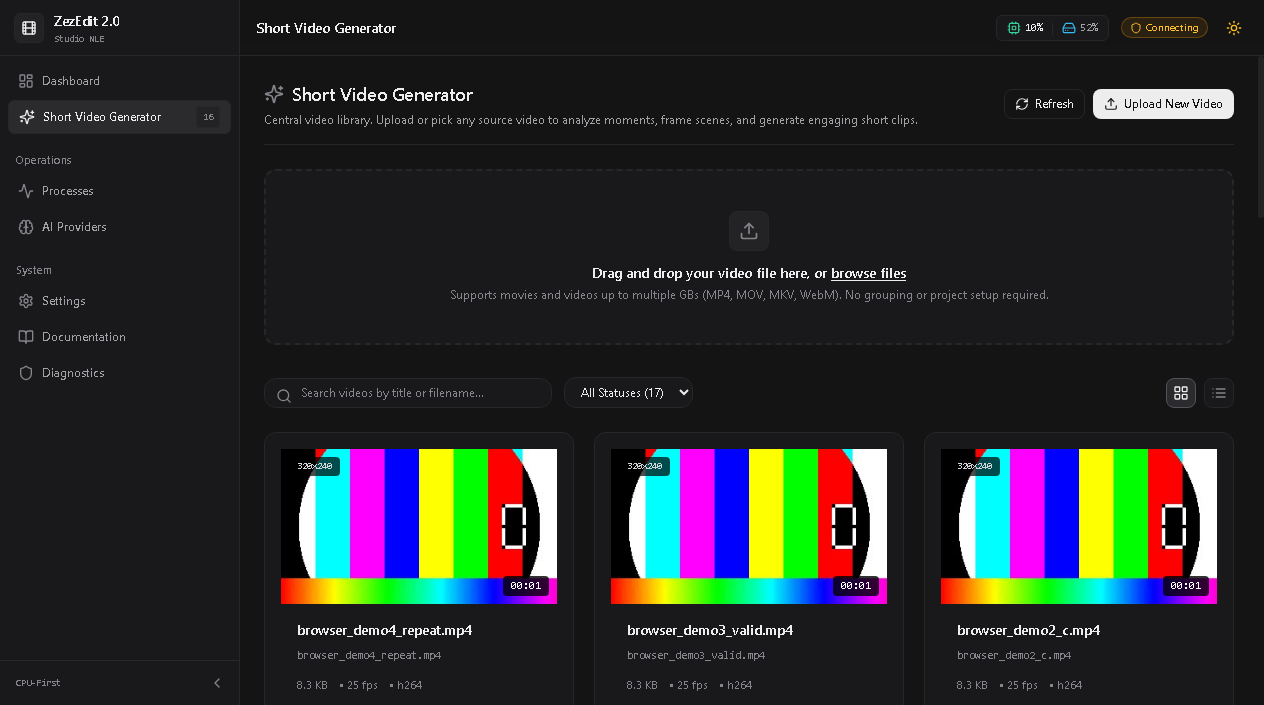 ZezEdit 2.0
Studio NLE
Short Video Generator
10% 52%
Connecting
Dashboard
Short Video Generator 16
Operations
Processes
AI Providers
System
Settings
Documentation
Diagnostics
CPU-First
Short Video Generator
Central video library. Upload or pick any source video to analyze moments, frame scenes, and generate engaging short clips.
Refresh
Upload New Video
Drag and drop your video file here, or browse files
Supports movies and videos up to multiple GBs (MP4, MOV, MKV, WebM). No grouping or project setup required.
Search videos by title or filename...
All Statuses (17)
320x240
00:01
browser_demo4_repeat.mp4
browser_demo4_repeat.mp4
8.3 KB • 25 fps • h264
320x240
00:01
browser_demo3_valid.mp4
browser_demo3_valid.mp4
8.3 KB • 25 fps • h264
320x240
00:01
browser_demo2_c.mp4
browser_demo2_c.mp4
8.3 KB • 25 fps • h264